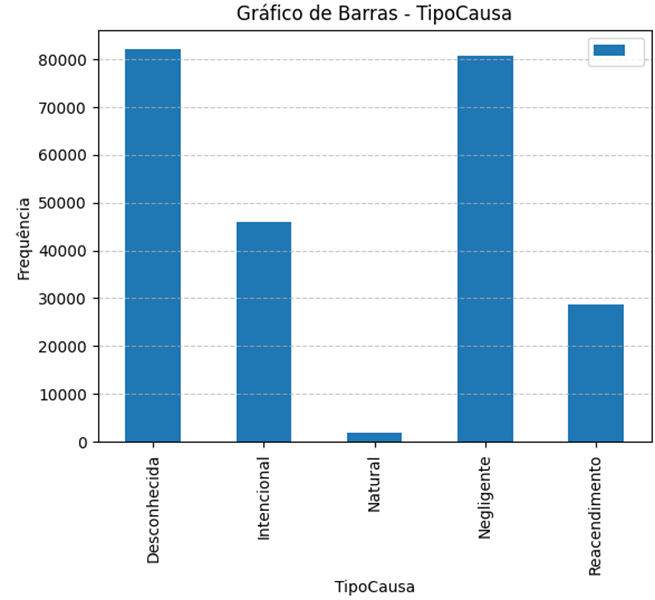 Gráfico de Barras - TipoCausa
80000
70000
60000
50000
40000
30000
20000
10000
0
Frequência
Desconhecida
Intencional
Natural
Negligente
Reacendimento
TipoCausa